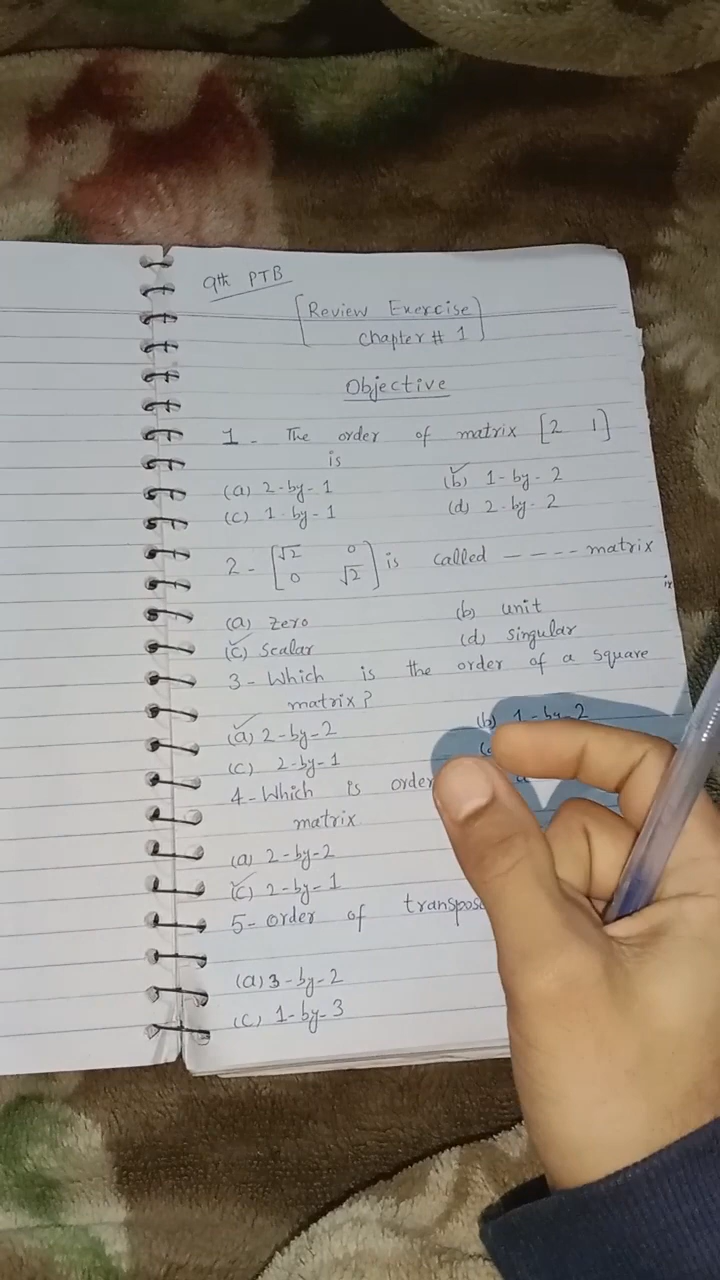 9th PTB
[Review Exercise
Chapter # 1]
Objective
1 - The order of matrix [2 1]
is
(a) 2-by-1 (b) 1-by-2
(c) 1-by-1 (d) 2-by-2
2 - [√2 0
0 √2] is called - - - - matrix
(a) zero (b) unit
(c) Scalar (d) singular
3 - Which is the order of a square
matrix?
(a) 2-by-2 (b) 1-by-2
(c) 2-by-1
4 - Which is order
matrix
(a) 2-by-2
(c) 2-by-1
5 - order of
(a) 3-by-2
(c) 1-by-3